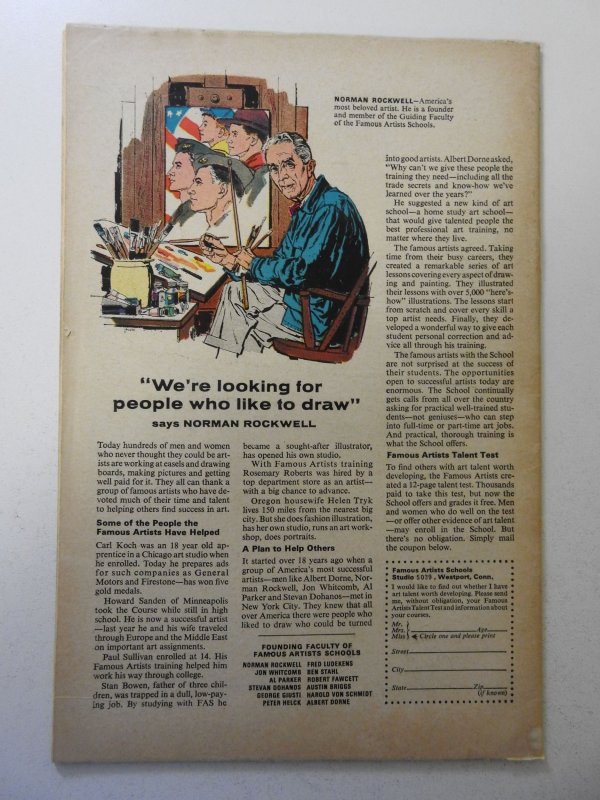 NORMAN ROCKWELL—America's
most beloved artist. He is a founder
and member of the Guiding Faculty
of the Famous Artists Schools.
"We're looking for
people who like to draw"
says NORMAN ROCKWELL
Today hundreds of men and women
who never thought they could be art-
ists are working at easels and drawing
boards, making pictures and getting
well paid for it. They all can thank a
group of famous artists who have de-
voted much of their time and talent
to helping others find success in art.
Some of the People the
Famous Artists Have Helped
Carl Koch was an 18 year old ap-
prentice in a Chicago art studio when
he enrolled. Today he prepares ads
for such companies as General
Motors and Firestone—has won five
gold medals.
Howard Sanden of Minneapolis
took the Course while still in high
school. He is now a successful artist
—last year he and his wife traveled
through Europe and the Middle East
on important art assignments.
Paul Sullivan enrolled at 14. His
Famous Artists training helped him
work his way through college.
Stan Bowen, father of three chil-
dren, was trapped in a dull, low-pay-
ing job. By studying with FAS he
became a sought-after illustrator,
has opened his own studio.
With Famous Artists training
Rosemary Roberts was hired by a
top department store as an artist—
with a big chance to advance.
Oregon housewife Helen Tryk
lives 150 miles from the nearest big
city. But she does fashion illustration,
has her own studio, runs an art work-
shop, does portraits.
A Plan to Help Others
It started over 18 years ago when a
group of America's most successful
artists—men like Albert Dorne, Nor-
man Rockwell, Jon Whitcomb, Al
Parker and Stevan Dohanos—met in
New York City. They knew that all
over America there were people who
liked to draw who could be turned
FOUNDING FACULTY OF
FAMOUS ARTISTS SCHOOLS
NORMAN ROCKWELL FRED LUDEKENS
JON WHITCOMB BEN STAHL
AL PARKER ROBERT FAWCETT
STEVAN DOHANOS AUSTIN BRIGGS
GEORGE GIUSTI HAROLD VON SCHMIDT
PETER HELCK ALBERT DORNE
into good artists. Albert Dorne asked,
"Why can't we give these people the
training they need—including all the
trade secrets and know-how we've
learned over the years?"
He suggested a new kind of art
school—a home study art school—
that would give talented people the
best professional art training, no
matter where they live.
The famous artists agreed. Taking
time from their busy careers, they
created a remarkable series of art
lessons covering every aspect of draw-
ing and painting. They illustrated
their lessons with over 5,000 "here's-
how" illustrations. The lessons start
from scratch and cover every skill a
top artist needs. Finally, they de-
veloped a wonderful way to give each
student personal correction and ad-
vice all through his training.
The famous artists with the School
are not surprised at the success of
their students. The opportunities
open to successful artists today are
enormous. The School continually
gets calls from all over the country
asking for practical well-trained stu-
dents—not geniuses—who can step
into full-time or part-time art jobs.
And practical, thorough training is
what the School offers.
Famous Artists Talent Test
To find others with art talent worth
developing, the Famous Artists cre-
ated a 12-page talent test. Thousands
paid to take this test, but now the
School offers and grades it free. Men
and women who do well on the test
—or offer other evidence of art talent
—may enroll in the School. But
there's no obligation. Simply mail
the coupon below.
Famous Artists Schools
Studio 5029, Westport, Conn.
I would like to find out whether I have
art talent worth developing. Please send
me, without obligation, your Famous
Artists Talent Test and information about
your courses.
Mr.
Mrs. Age
Miss Circle one and please print
Street
City
State Zip
(if known)